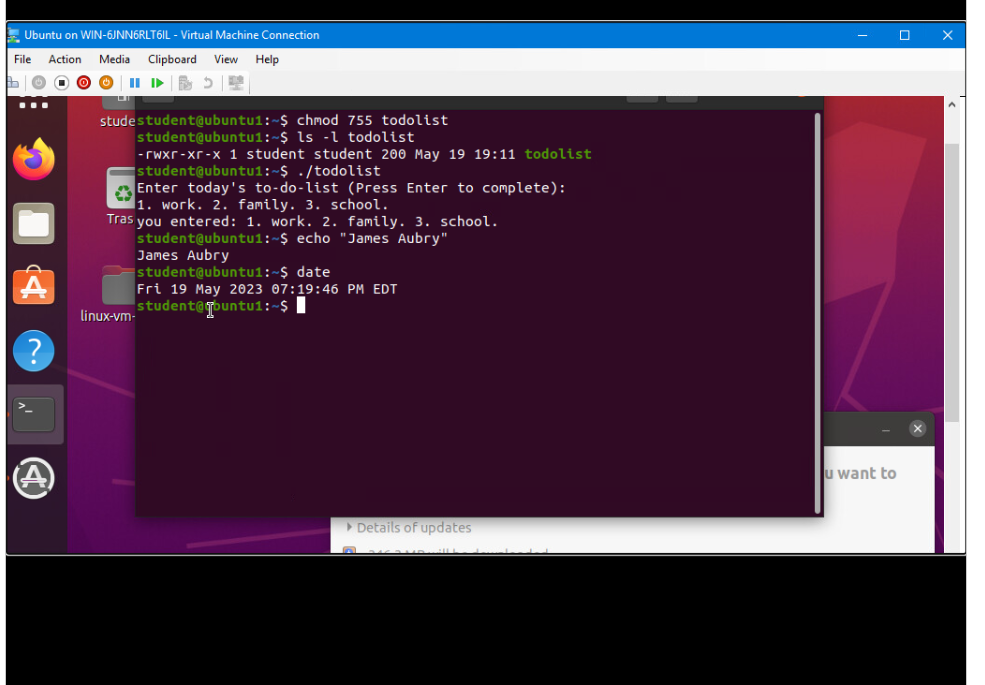 Ubuntu on WIN-6JNN6RLT6IL - Virtual Machine Connection
File Action Media Clipboard View Help
stude
student@ubuntu1:~$ chmod 755 todolist
student@ubuntu1:~$ ls -l todolist
-rwxr-xr-x 1 student student 200 May 19 19:11 todolist
student@ubuntu1:~$ ./todolist
Enter today's to-do-list (Press Enter to complete):
1. work. 2. family. 3. school.
you entered: 1. work. 2. family. 3. school.
student@ubuntu1:~$ echo "James Aubry"
James Aubry
student@ubuntu1:~$ date
Fri 19 May 2023 07:19:46 PM EDT
student@ubuntu1:~$
Tras
linux-vm-
u want to
Details of updates